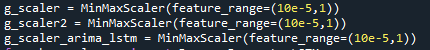 g_scaler = MinMaxScaler(feature_range=(10e-5,1))
g_scaler2 = MinMaxScaler(feature_range=(10e-5,1))
g_scaler_arima_lstm = MinMaxScaler(feature_range=(10e-5,1))